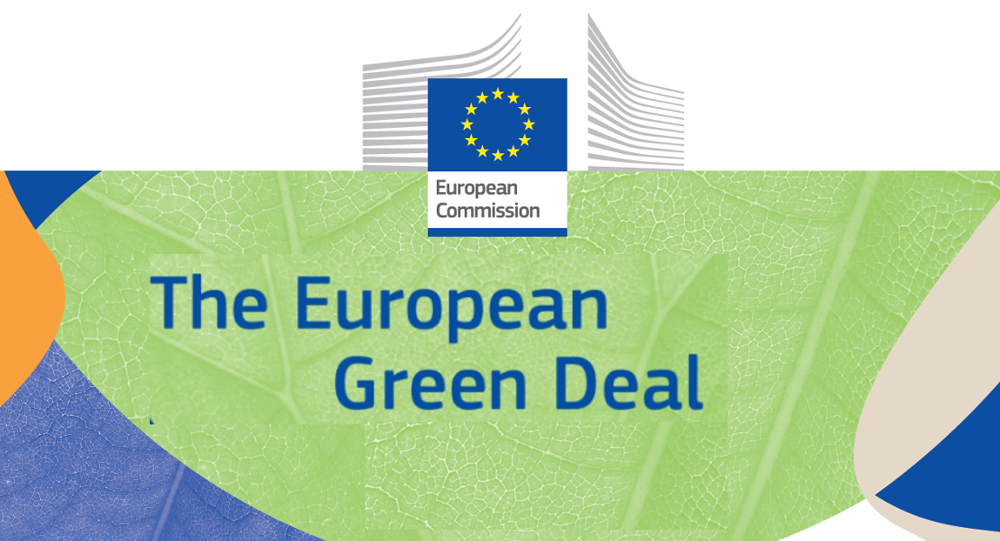 European
Commission
The European
Green Deal